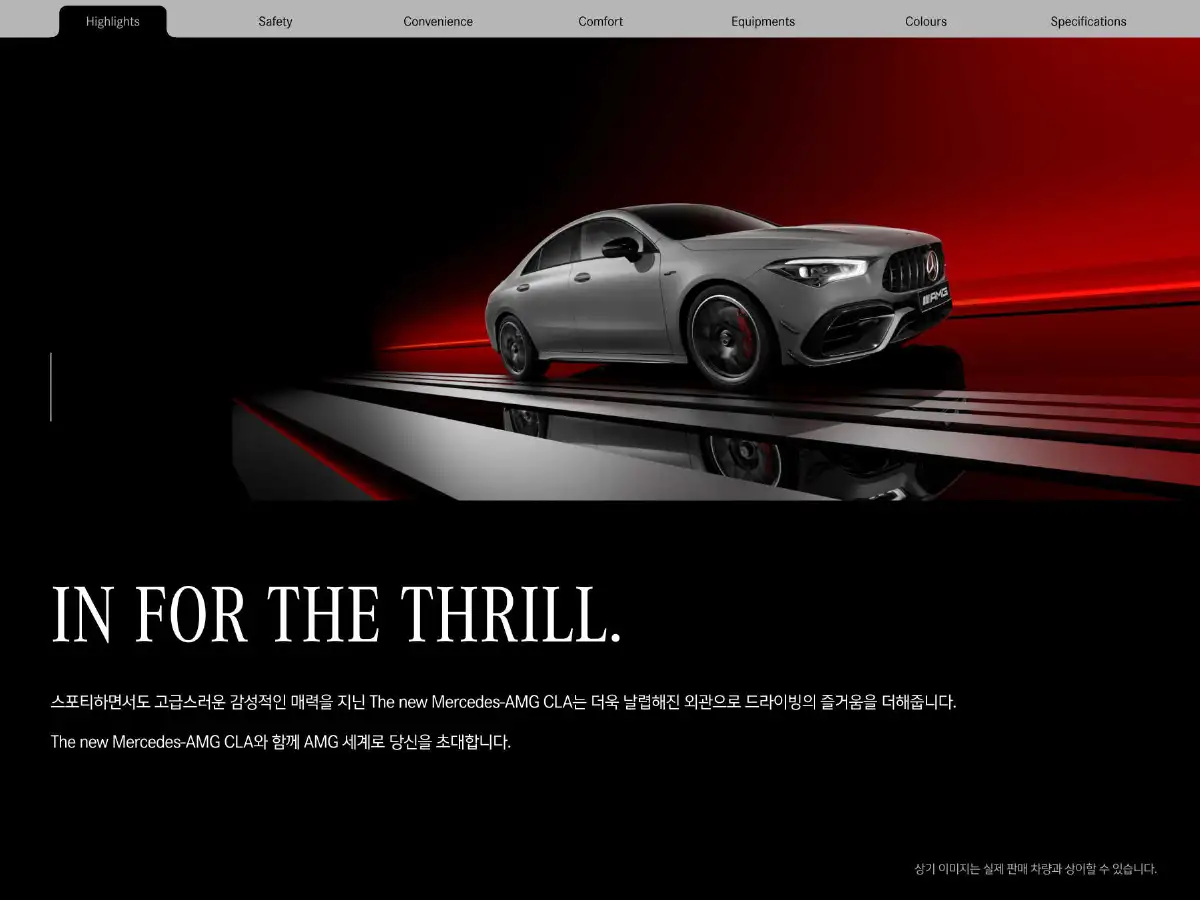 Highlights
Safety
Convenience
Comfort
Equipments
Colours
Specifications
AMG
IN FOR THE THRILL.
스포티하면서도 고급스러운 감성적인 매력을 지닌 The new Mercedes-AMG CLA는 더욱 날렵해진 외관으로 드라이빙의 즐거움을 더해줍니다.
The new Mercedes-AMG CLA와 함께 AMG 세계로 당신을 초대합니다.
상기 이미지는 실제 판매 차량과 상이할 수 있습니다.